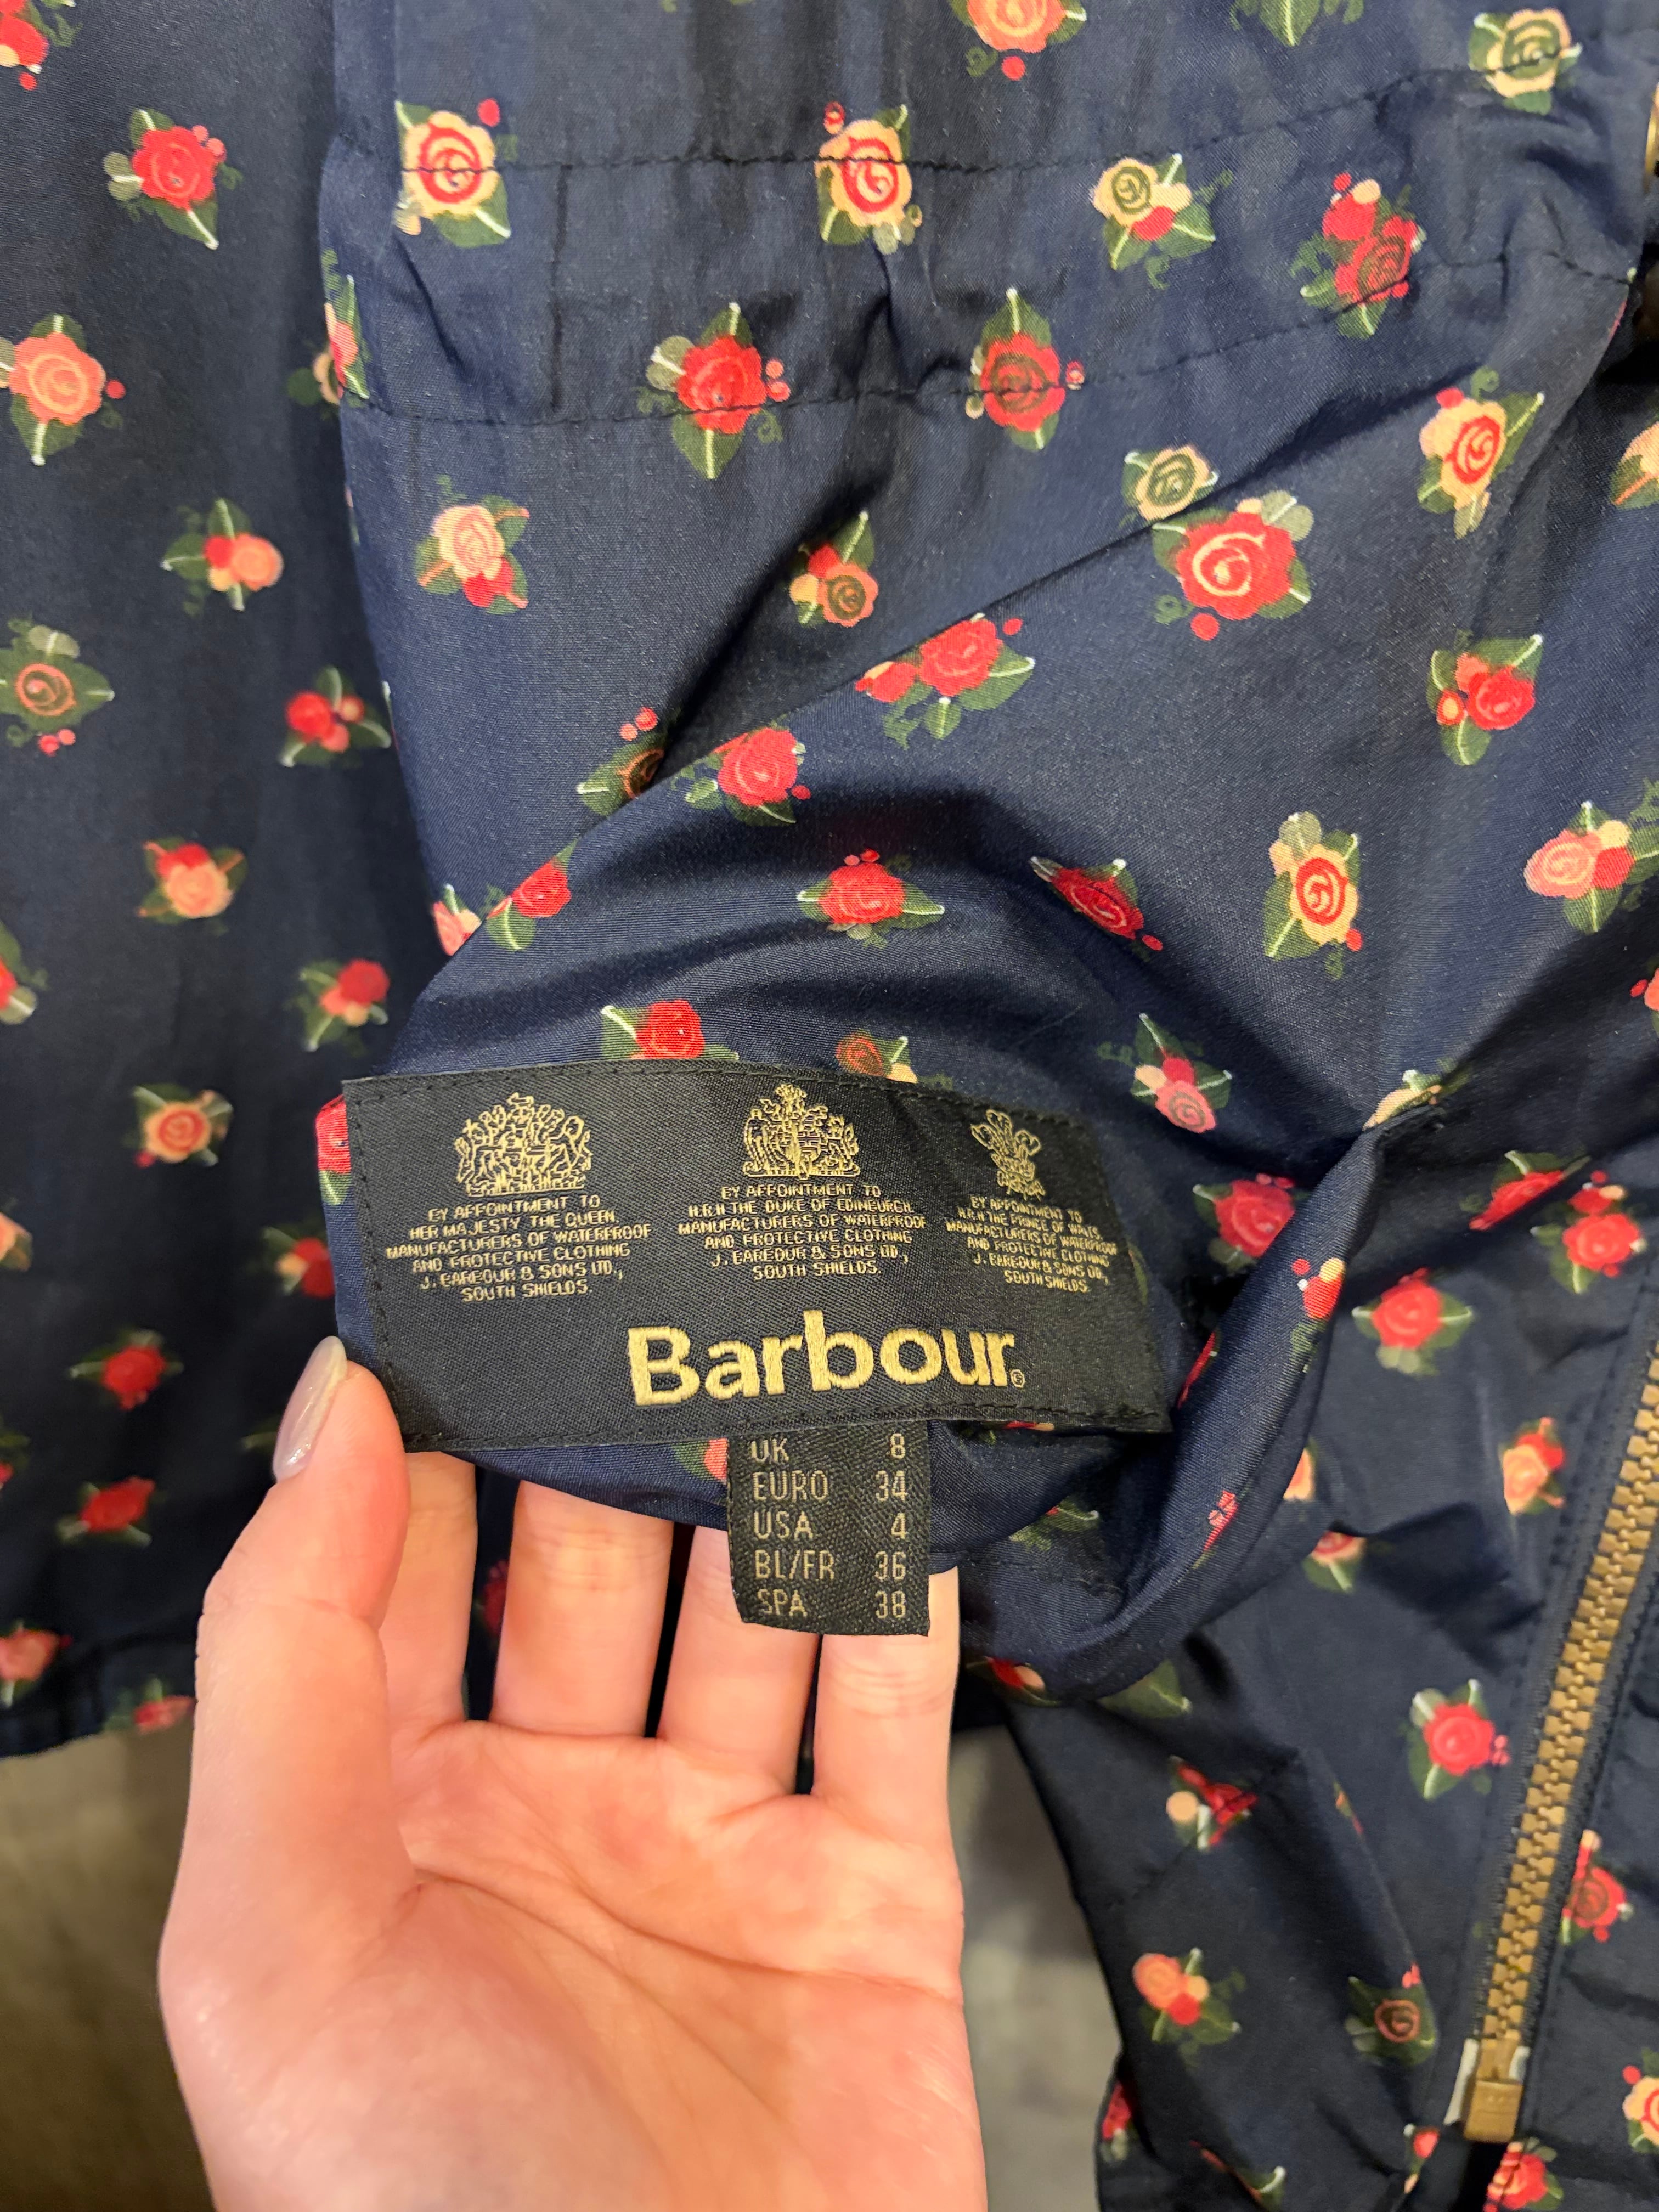 BY APPOINTMENT TO
HER MAJESTY THE QUEEN
MANUFACTURERS OF WATERPROOF
AND PROTECTIVE CLOTHING
J. BARBOUR & SONS LTD.,
SOUTH SHIELDS.
BY APPOINTMENT TO
H.R.H THE DUKE OF EDINBURGH.
MANUFACTURERS OF WATERPROOF
AND PROTECTIVE CLOTHING
J. BARBOUR & SONS LTD.,
SOUTH SHIELDS.
BY APPOINTMENT TO
H.R.H THE PRINCE OF WALES
MANUFACTURERS OF WATERPROOF
AND PROTECTIVE CLOTHING
J. BARBOUR & SONS LTD.,
SOUTH SHIELDS.
Barbour®
UK 8
EURO 34
USA 4
BL/FR 36
SPA 38